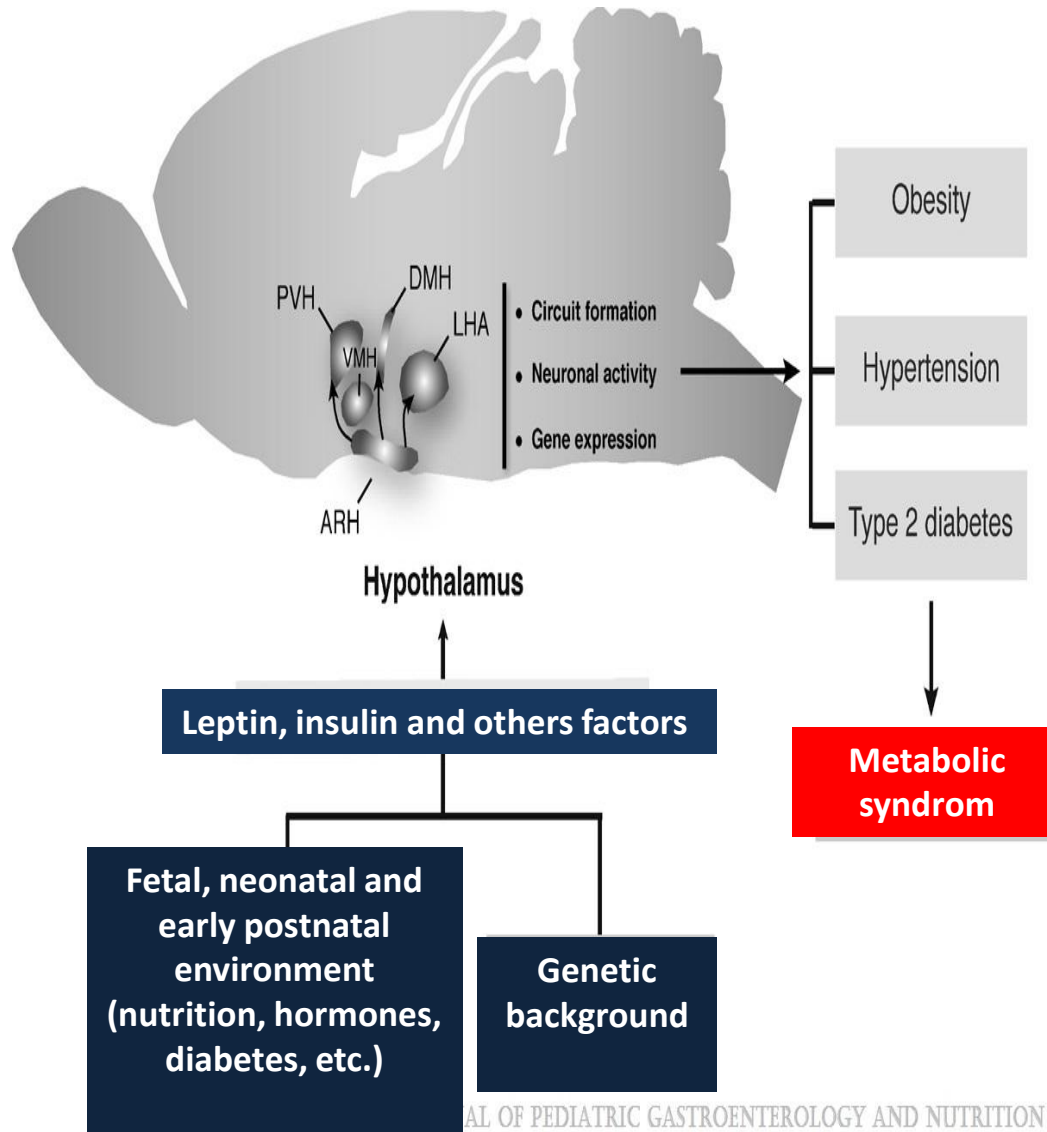 PVH
DMH
VMH
LHA
ARH
• Circuit formation
• Neuronal activity
• Gene expression
Obesity
Hypertension
Type 2 diabetes
Hypothalamus
Leptin, insulin and others factors
Metabolic
syndrom
Fetal, neonatal and
early postnatal
environment
(nutrition, hormones,
diabetes, etc.)
Genetic
background
AL OF PEDIATRIC GASTROENTEROLOGY AND NUTRITION